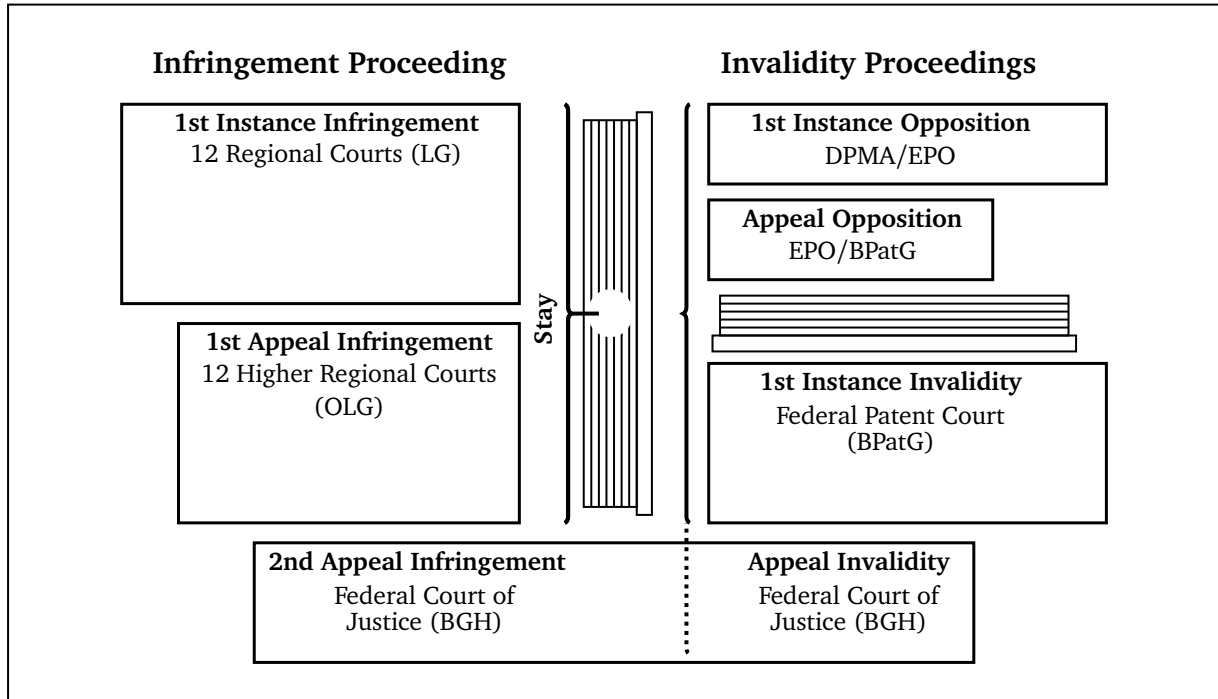 Infringement Proceeding
1st Instance Infringement
12 Regional Courts (LG)
1st Appeal Infringement
12 Higher Regional Courts
(OLG)
Stay
Invalidity Proceedings
1st Instance Opposition
DPMA/EPO
Appeal Opposition
EPO/BPatG
1st Instance Invalidity
Federal Patent Court
(BPatG)
2nd Appeal Infringement
Federal Court of
Justice (BGH)
Appeal Invalidity
Federal Court of
Justice (BGH)